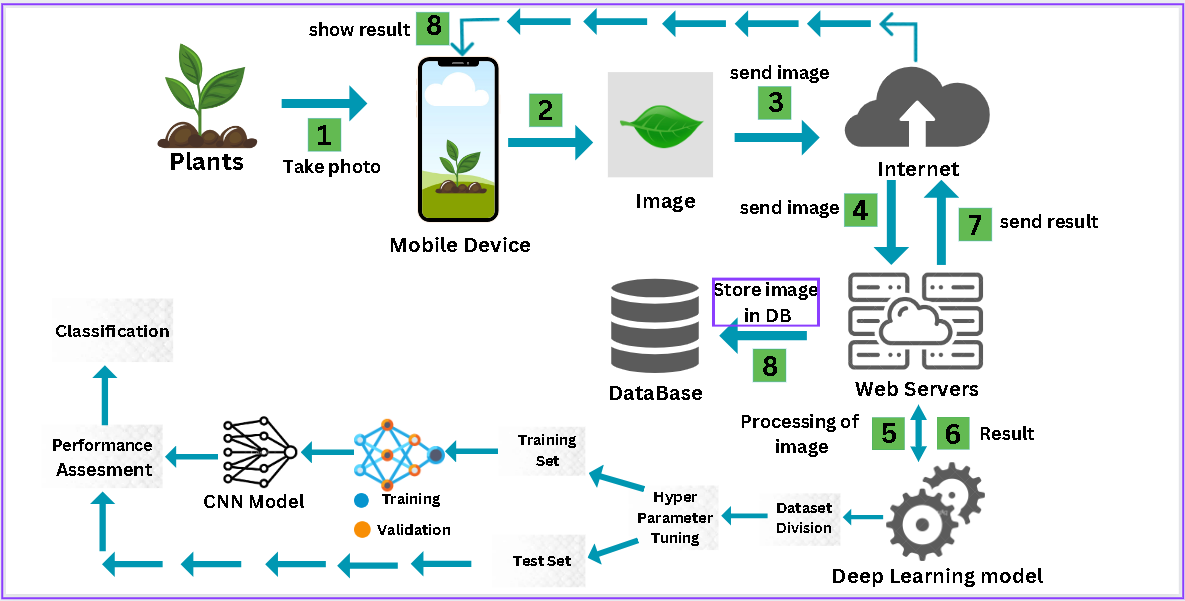 show result 8
Plants
1
Take photo
Mobile Device
2
Image
send image
3
Internet
send image 4
7 send result
Store image
in DB
8
DataBase
Web Servers
Processing of
image
5
6 Result
Deep Learning model
Dataset
Division
Hyper
Parameter
Tuning
Training
Set
Test Set
Training
Validation
CNN Model
Performance
Assesment
Classification